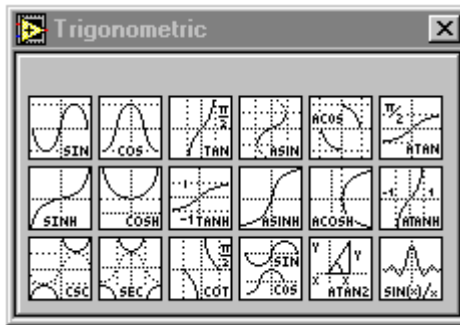 Trigonometric
SIN COS π/2 TAN ASIN ACOS π/2 ATAN
SINH COSH -1 -1 TANH ASINH ACOSH -1 1 ATANH
CSC SEC π/2 COT SIN COS Y Y X X ATAN2 SIN(x)/x